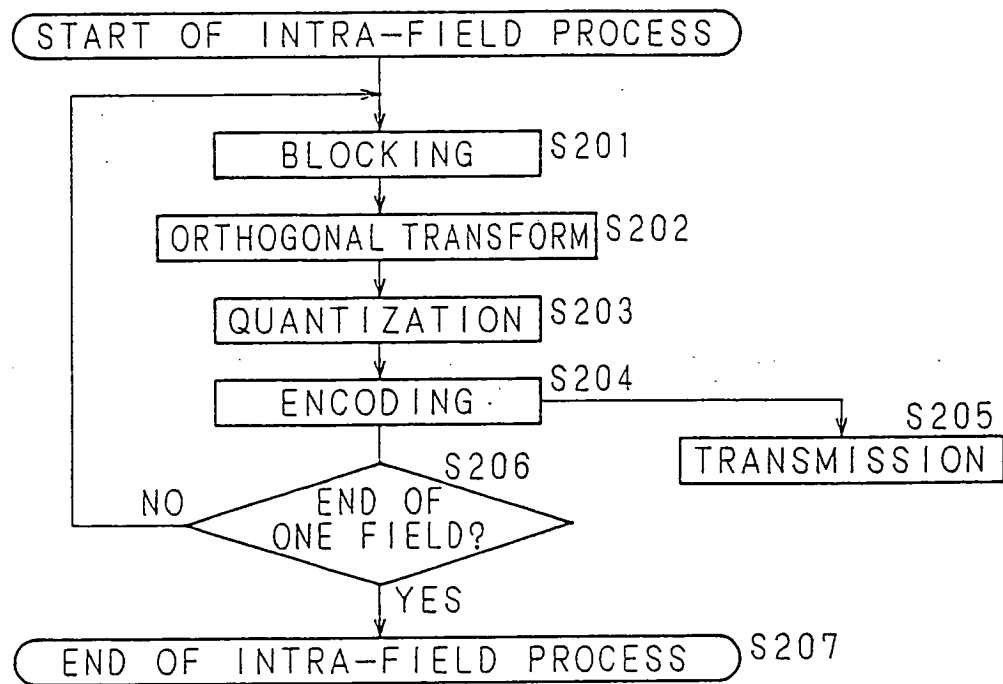 START OF INTRA-FIELD PROCESS
BLOCKING
S201
ORTHOGONAL TRANSFORM
S202
QUANTIZATION
S203
ENCODING
S204
S205
TRANSMISSION
S206
END OF
ONE FIELD?
NO
YES
END OF INTRA-FIELD PROCESS
S207